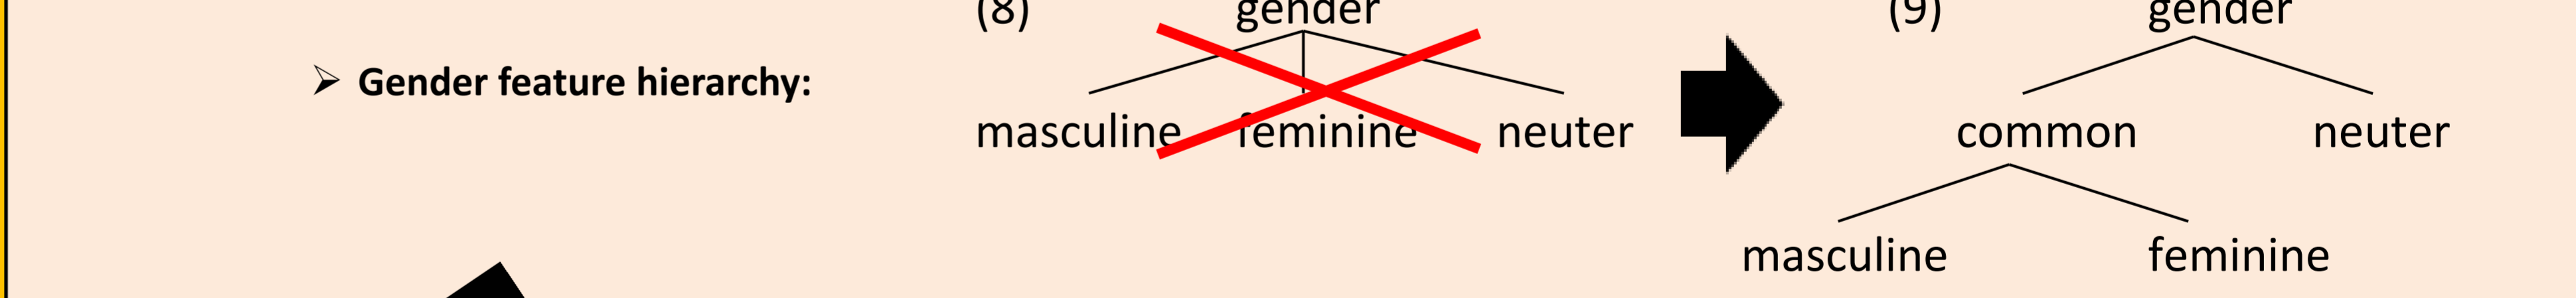 (8) gender (9) gender
➢ Gender feature hierarchy:
masculine feminine neuter common neuter
masculine feminine